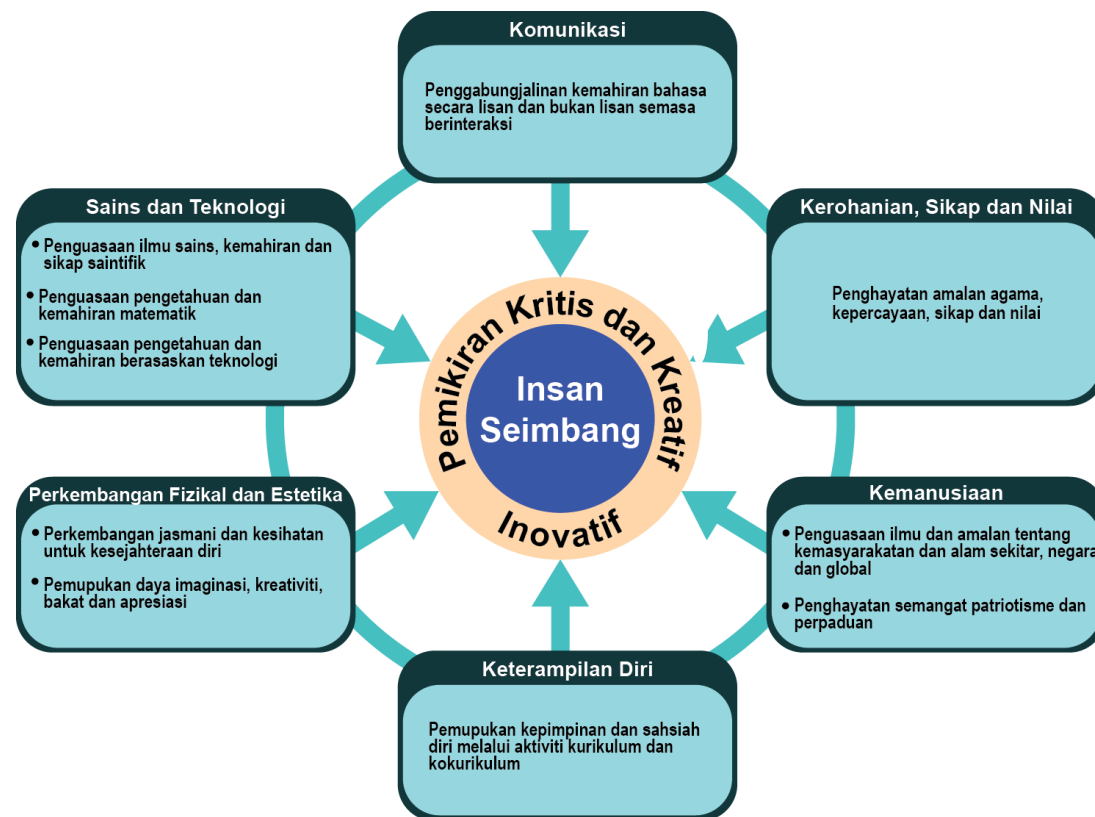 Komunikasi
Penggabungjalinan kemahiran bahasa
secara lisan dan bukan lisan semasa
berinteraksi
Sains dan Teknologi
• Penguasaan ilmu sains, kemahiran dan
sikap saintifik
• Penguasaan pengetahuan dan
kemahiran matematik
• Penguasaan pengetahuan dan
kemahiran berasaskan teknologi
Kerohanian, Sikap dan Nilai
Penghayatan amalan agama,
kepercayaan, sikap dan nilai
Pemikiran Kritis dan Kreatif
Insan
Seimbang
Inovatif
Perkembangan Fizikal dan Estetika
• Perkembangan jasmani dan kesihatan
untuk kesejahteraan diri
• Pemupukan daya imaginasi, kreativiti,
bakat dan apresiasi
Kemanusiaan
• Penguasaan ilmu dan amalan tentang
kemasyarakatan dan alam sekitar, negara
dan global
• Penghayatan semangat patriotisme dan
perpaduan
Keterampilan Diri
Pemupukan kepimpinan dan sahsiah
diri melalui aktiviti kurikulum dan
kokurikulum